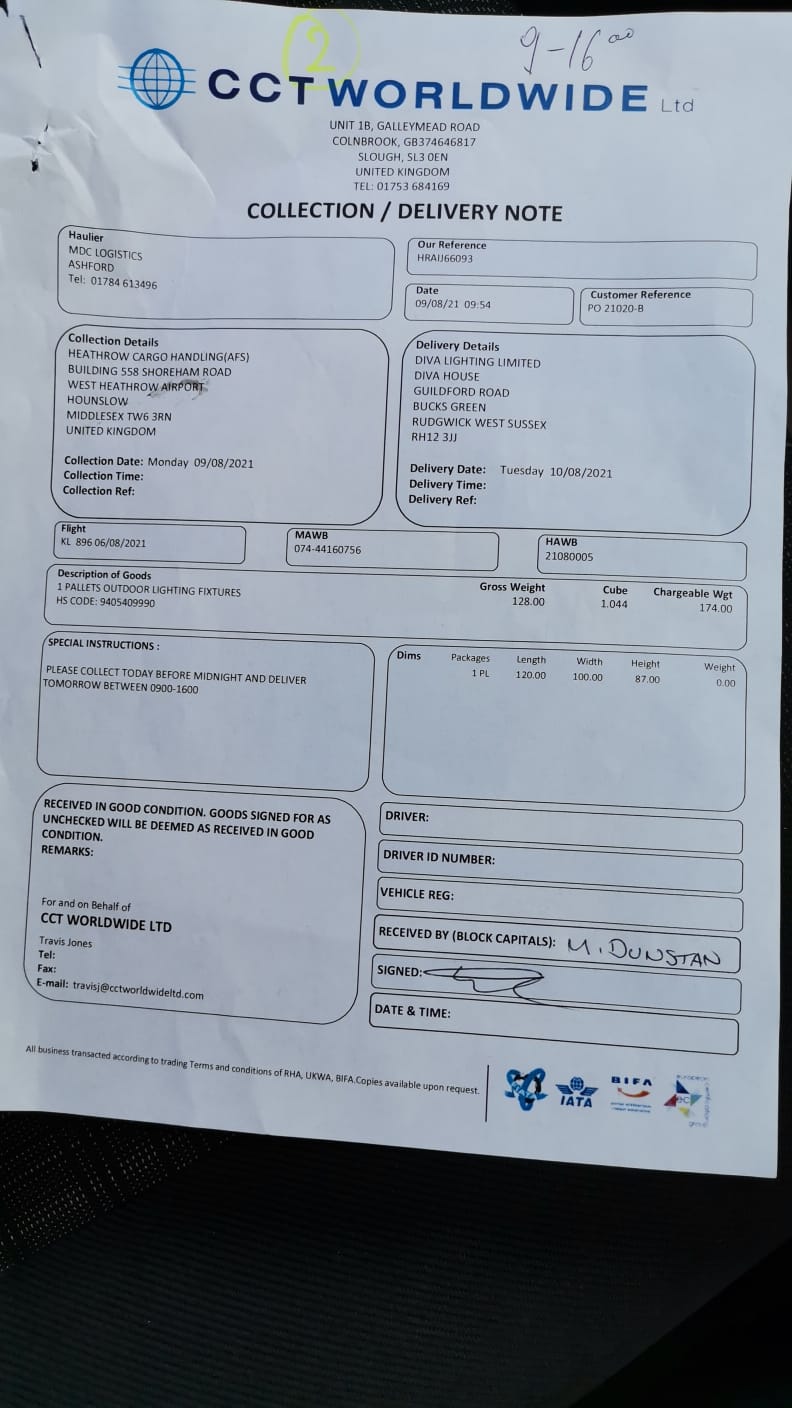 2
9-16⁰⁰
CCT WORLDWIDE Ltd
UNIT 1B, GALLEYMEAD ROAD
COLNBROOK, GB374646817
SLOUGH, SL3 0EN
UNITED KINGDOM
TEL: 01753 684169
COLLECTION / DELIVERY NOTE
Haulier
MDC LOGISTICS
ASHFORD
Tel: 01784 613496
Our Reference
HRAIJ66093
Date
09/08/21 09:54
Customer Reference
PO 21020-B
Collection Details
HEATHROW CARGO HANDLING(AFS)
BUILDING 558 SHOREHAM ROAD
WEST HEATHROW AIRPORT
HOUNSLOW
MIDDLESEX TW6 3RN
UNITED KINGDOM
Collection Date: Monday 09/08/2021
Collection Time:
Collection Ref:
Delivery Details
DIVA LIGHTING LIMITED
DIVA HOUSE
GUILDFORD ROAD
BUCKS GREEN
RUDGWICK WEST SUSSEX
RH12 3JJ
Delivery Date: Tuesday 10/08/2021
Delivery Time:
Delivery Ref:
Flight
KL 896 06/08/2021
MAWB
074-44160756
HAWB
21080005
Description of Goods Gross Weight Cube Chargeable Wgt
1 PALLETS OUTDOOR LIGHTING FIXTURES 128.00 1.044 174.00
HS CODE: 9405409990
SPECIAL INSTRUCTIONS :
PLEASE COLLECT TODAY BEFORE MIDNIGHT AND DELIVER
TOMORROW BETWEEN 0900-1600
Dims Packages Length Width Height Weight
1 PL 120.00 100.00 87.00 0.00
RECEIVED IN GOOD CONDITION. GOODS SIGNED FOR AS
UNCHECKED WILL BE DEEMED AS RECEIVED IN GOOD
CONDITION.
REMARKS:
For and on Behalf of
CCT WORLDWIDE LTD
Travis Jones
Tel:
Fax:
E-mail: travisj@cctworldwideltd.com
DRIVER:
DRIVER ID NUMBER:
VEHICLE REG:
RECEIVED BY (BLOCK CAPITALS): M. DUNSTAN
SIGNED:
DATE & TIME:
All business transacted according to trading Terms and conditions of RHA, UKWA, BIFA.Copies available upon request.
IATA
BIFA